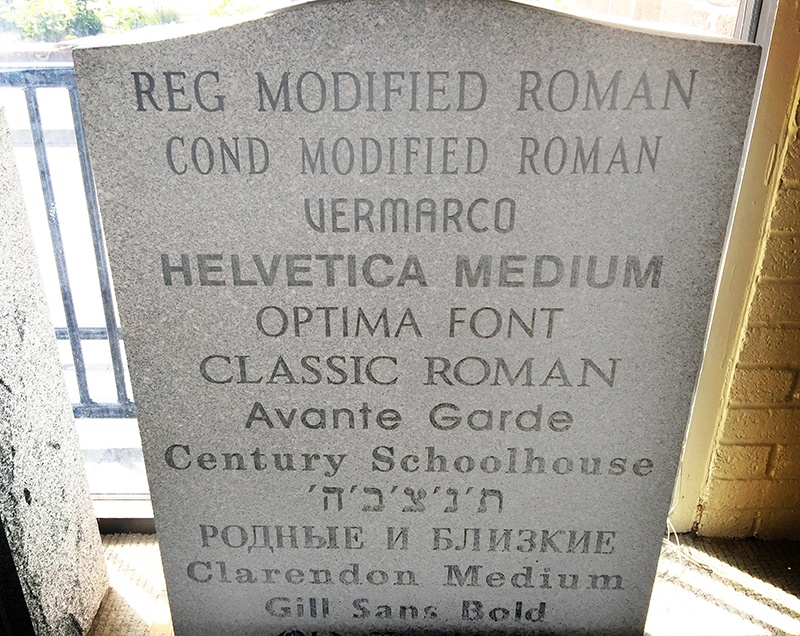 REG MODIFIED ROMAN
COND MODIFIED ROMAN
VERMARCO
HELVETICA MEDIUM
OPTIMA FONT
CLASSIC ROMAN
Avante Garde
Century Schoolhouse
ת'נ'צ'ב'ה'
РОДНЫЕ И БЛИЗКИЕ
Clarendon Medium
Gill Sans Bold